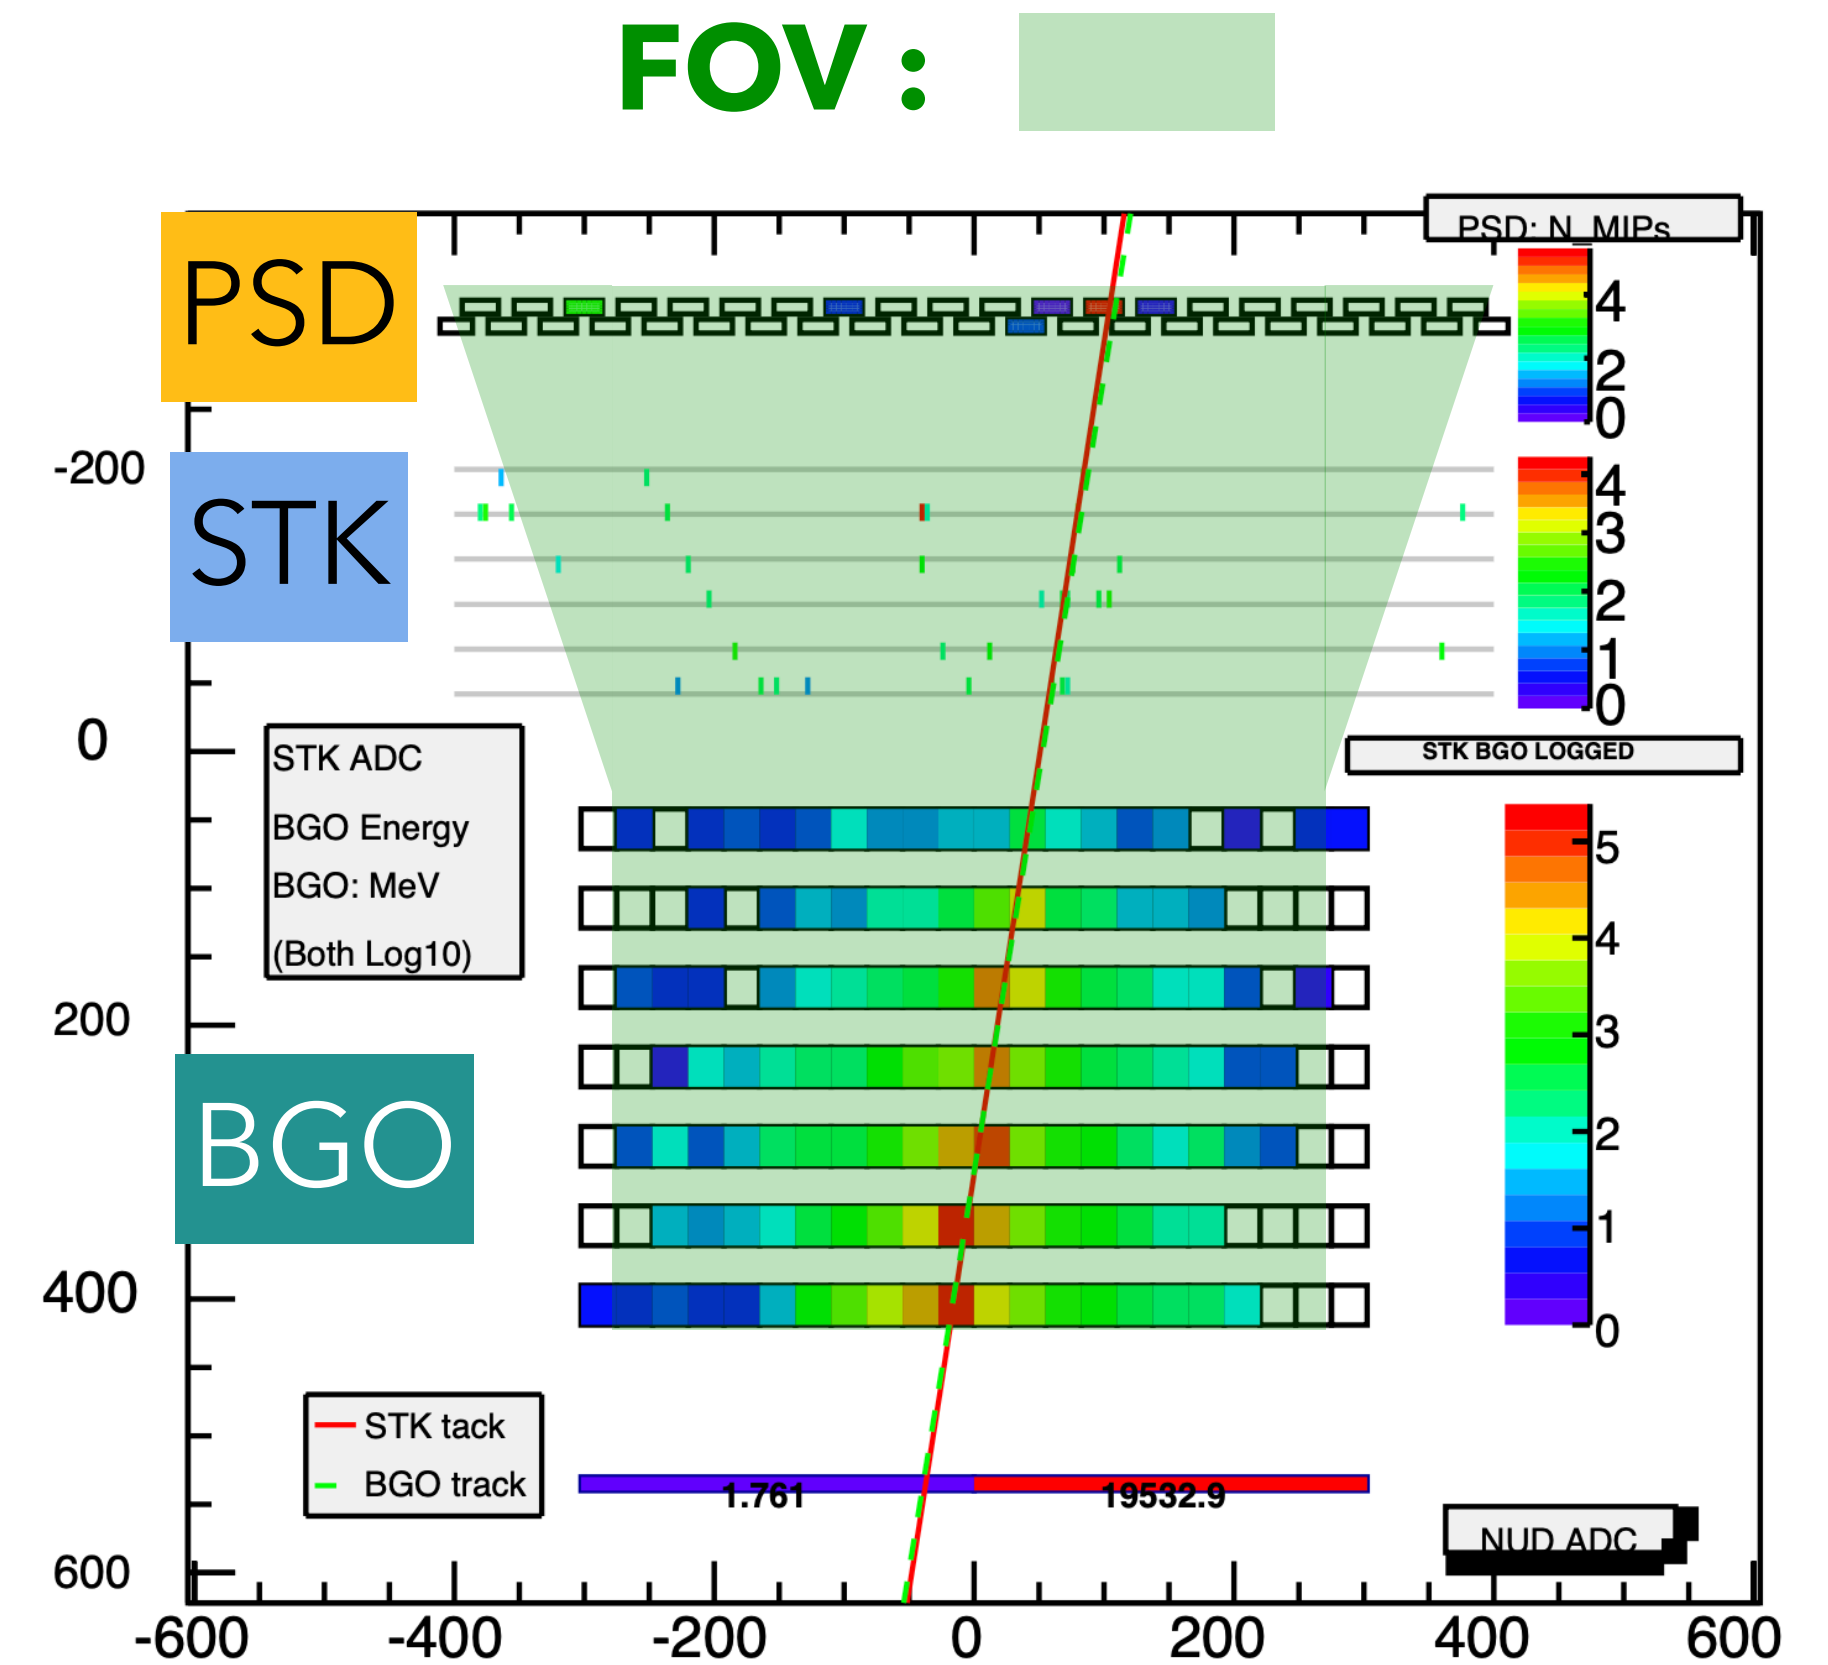 FOV :
PSD
PSD: N_MIPs
4
2
0
-200
STK
4
3
2
1
0
0
STK ADC
BGO Energy
BGO: MeV
(Both Log10)
STK BGO LOGGED
5
4
3
2
1
0
200
BGO
400
STK tack
BGO track
1.761
19532.9
NUD ADC
600
-600 -400 -200 0 200 400 600